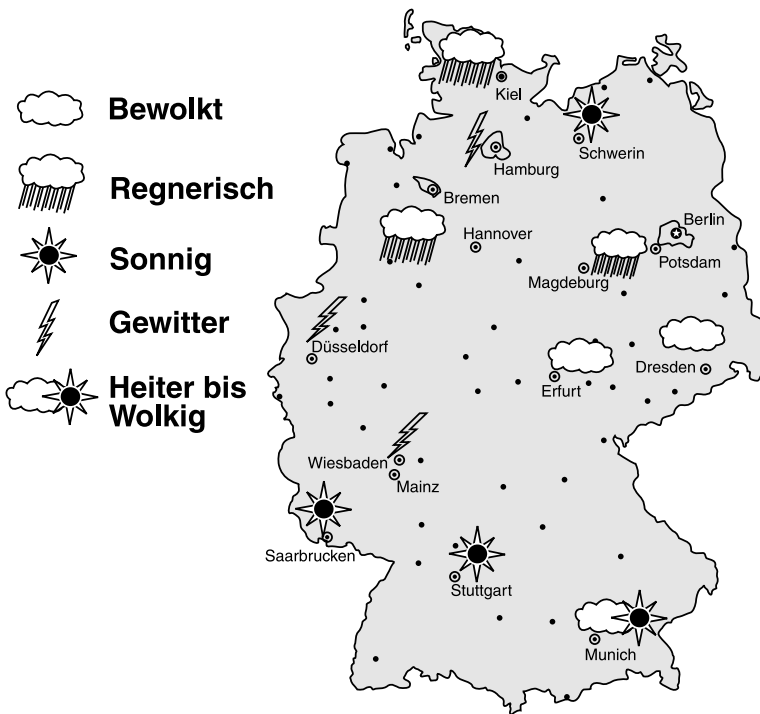 Bewolkt
Regnerisch
Sonnig
Gewitter
Heiter bis
Wolkig
Kiel
Hamburg
Schwerin
Bremen
Berlin
Hannover
Potsdam
Magdeburg
Düsseldorf
Erfurt
Dresden
Wiesbaden
Mainz
Saarbrucken
Stuttgart
Munich